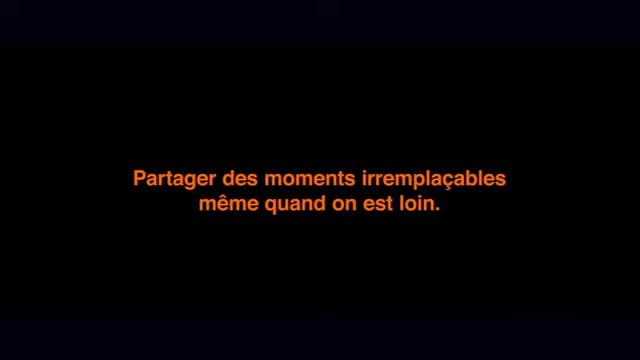 Partager des moments irremplaçables
même quand on est loin.